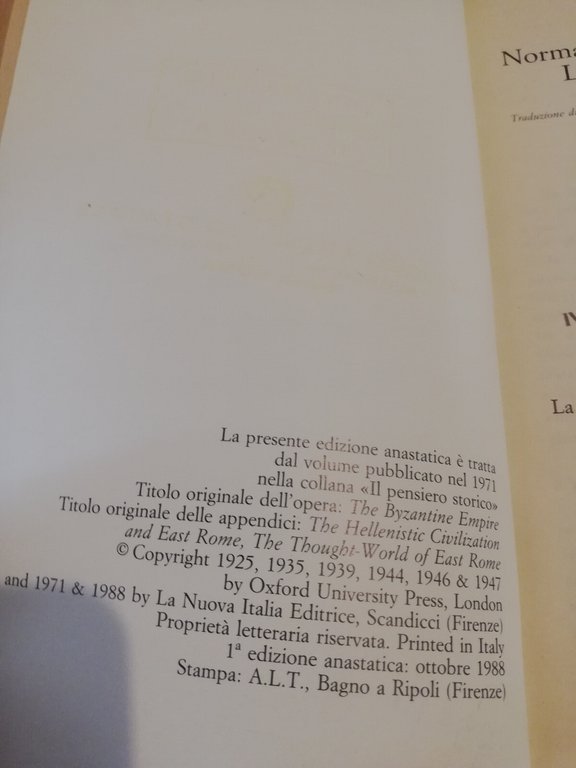 La presente edizione anastatica è tratta
dal volume pubblicato nel 1971
nella collana «Il pensiero storico»
Titolo originale dell'opera: The Byzantine Empire
Titolo originale delle appendici: The Hellenistic Civilization
and East Rome, The Thought-World of East Rome
© Copyright 1925, 1935, 1939, 1944, 1946 & 1947
by Oxford University Press, London
and 1971 & 1988 by La Nuova Italia Editrice, Scandicci (Firenze)
Proprietà letteraria riservata. Printed in Italy
1ª edizione anastatica: ottobre 1988
Stampa: A.L.T., Bagno a Ripoli (Firenze)
Norma
L
Traduzione d
La